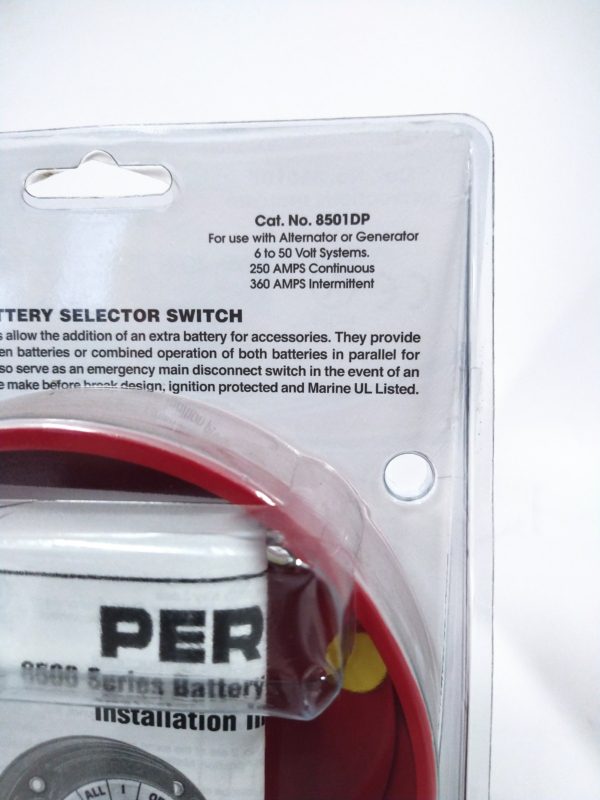 Cat. No. 8501DP
For use with Alternator or Generator
6 to 50 Volt Systems.
250 AMPS Continuous
360 AMPS Intermittent
TTERY SELECTOR SWITCH
s allow the addition of an extra battery for accessories. They provide
en batteries or combined operation of both batteries in parallel for
so serve as an emergency main disconnect switch in the event of an
e make before break design, ignition protected and Marine UL Listed.
PER
8500 Series Battery
Installation I
ALL I